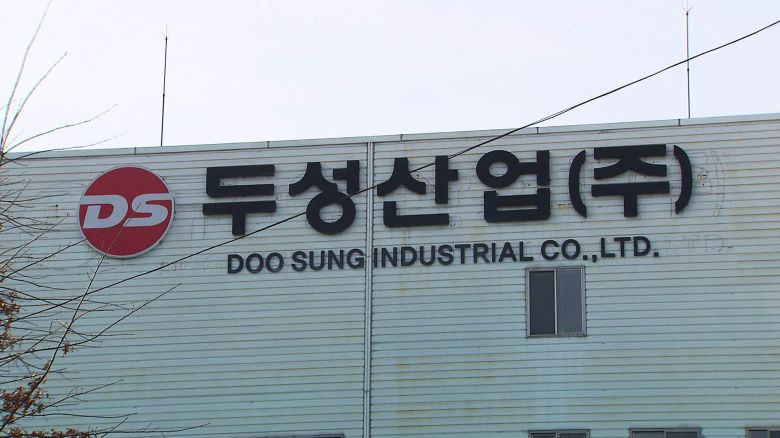 DS 두성산업(주)
DOO SUNG INDUSTRIAL CO.,LTD.